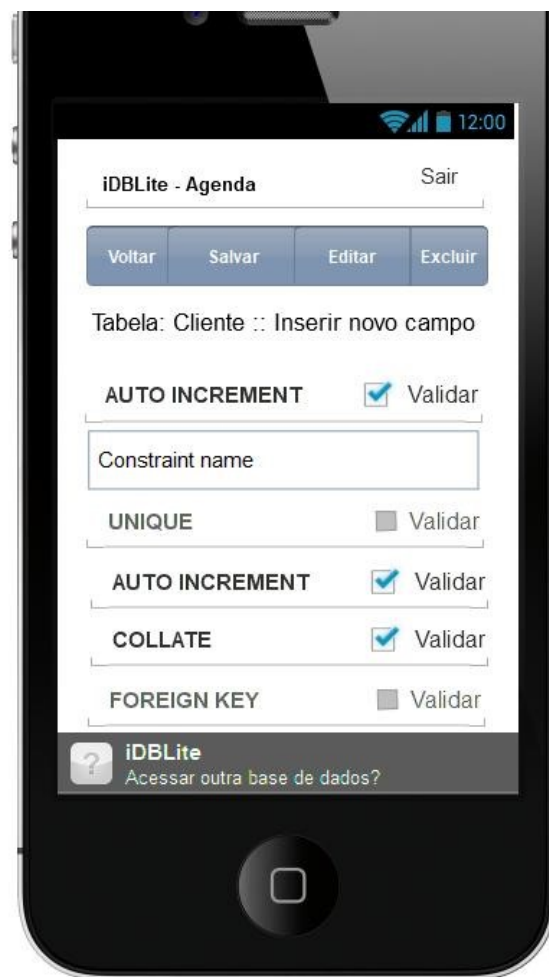 12:00
iDBLite - Agenda Sair
Voltar Salvar Editar Excluir
Tabela: Cliente :: Inserir novo campo
AUTO INCREMENT Validar
Constraint name
UNIQUE Validar
AUTO INCREMENT Validar
COLLATE Validar
FOREIGN KEY Validar
? iDBLite
Acessar outra base de dados?